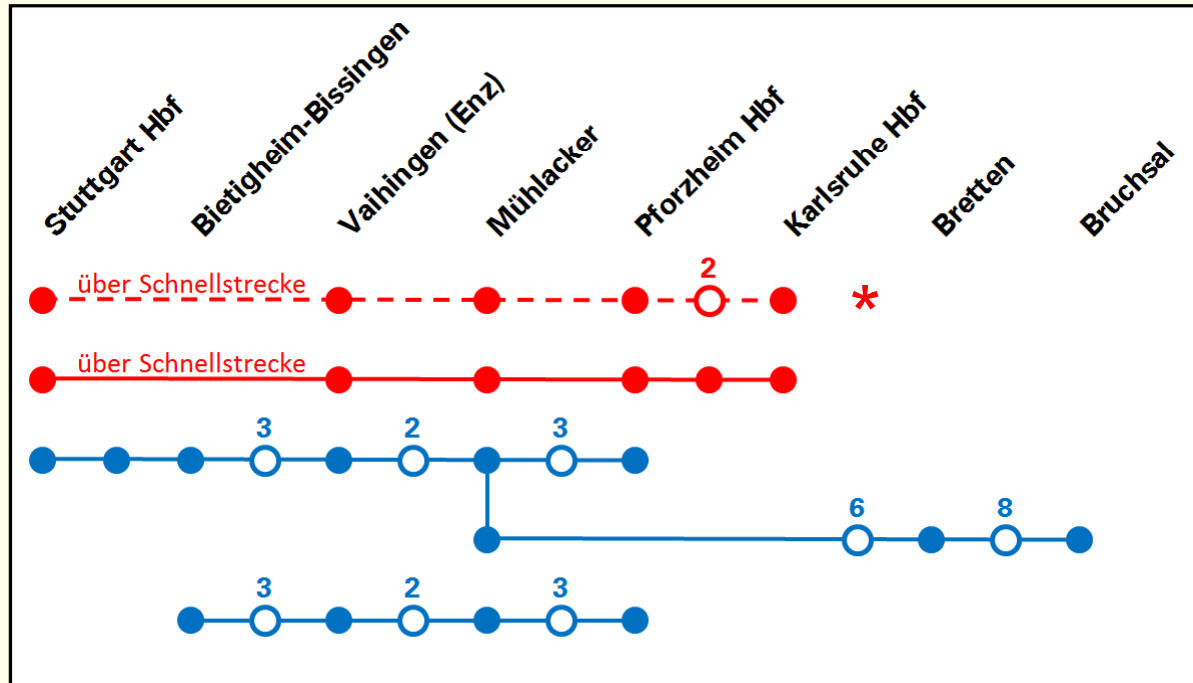 Stuttgart Hbf
Bietigheim-Bissingen
Vaihingen (Enz)
Mühlacker
Pforzheim Hbf
Karlsruhe Hbf
Bretten
Bruchsal
über Schnellstrecke
2
*
über Schnellstrecke
3 2 3
6 8
3 2 3